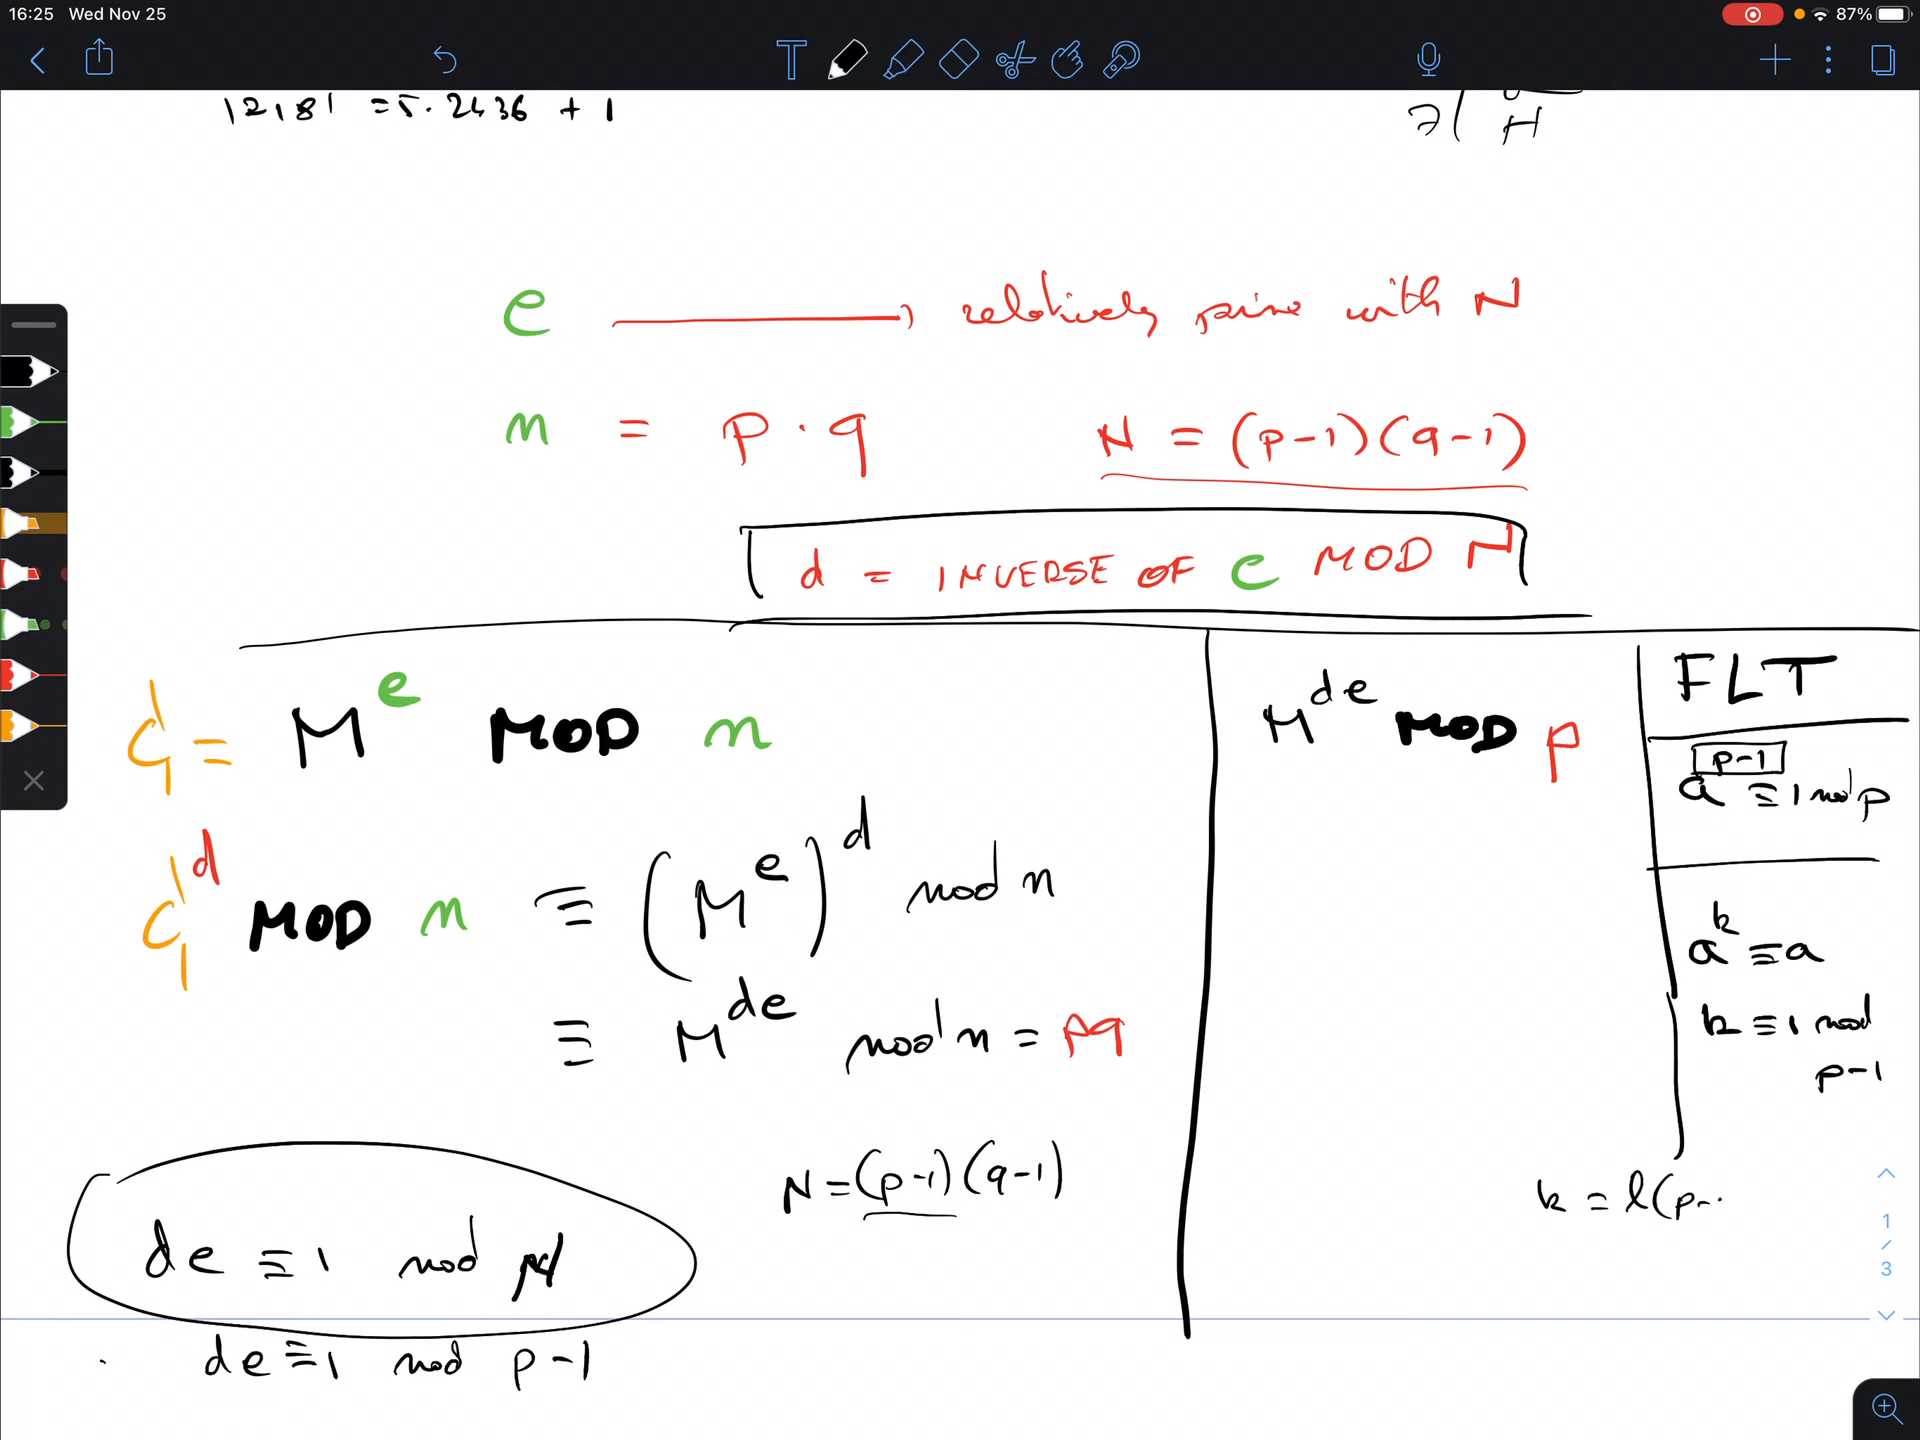 16:25 Wed Nov 25
87%
12181 = 5. 2436 + 1
H
e → relatively prime with N
n = p · q
N = (p-1)(q-1)
d = INVERSE OF e MOD N
C = M^e MOD n
C^d MOD n ≡ (M^e)^d mod n
≡ M^de mod n = M
N = (p-1)(q-1)
de ≡ 1 mod N
de ≡ 1 mod p-1
M^de MOD p
FLT
a^p-1 ≡ 1 mod p
a^k ≡ a
k ≡ 1 mod
p-1
k = l(p-
1
/
3